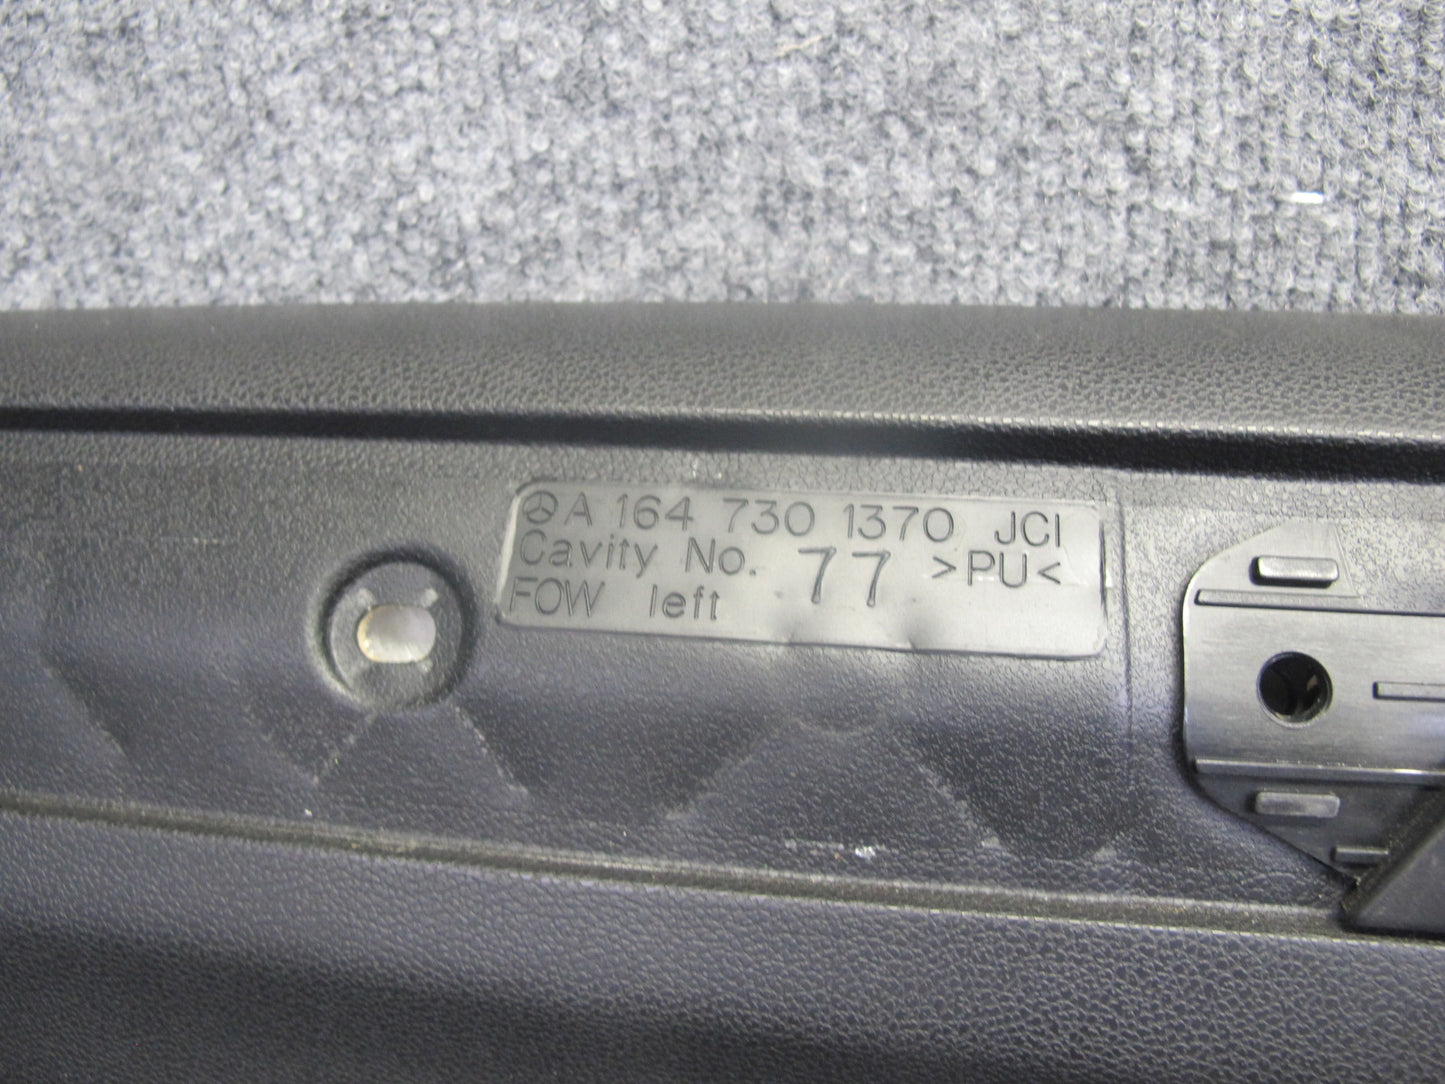 A 164 730 1370 JCI
Cavity No. 77 >PU<
FOW left